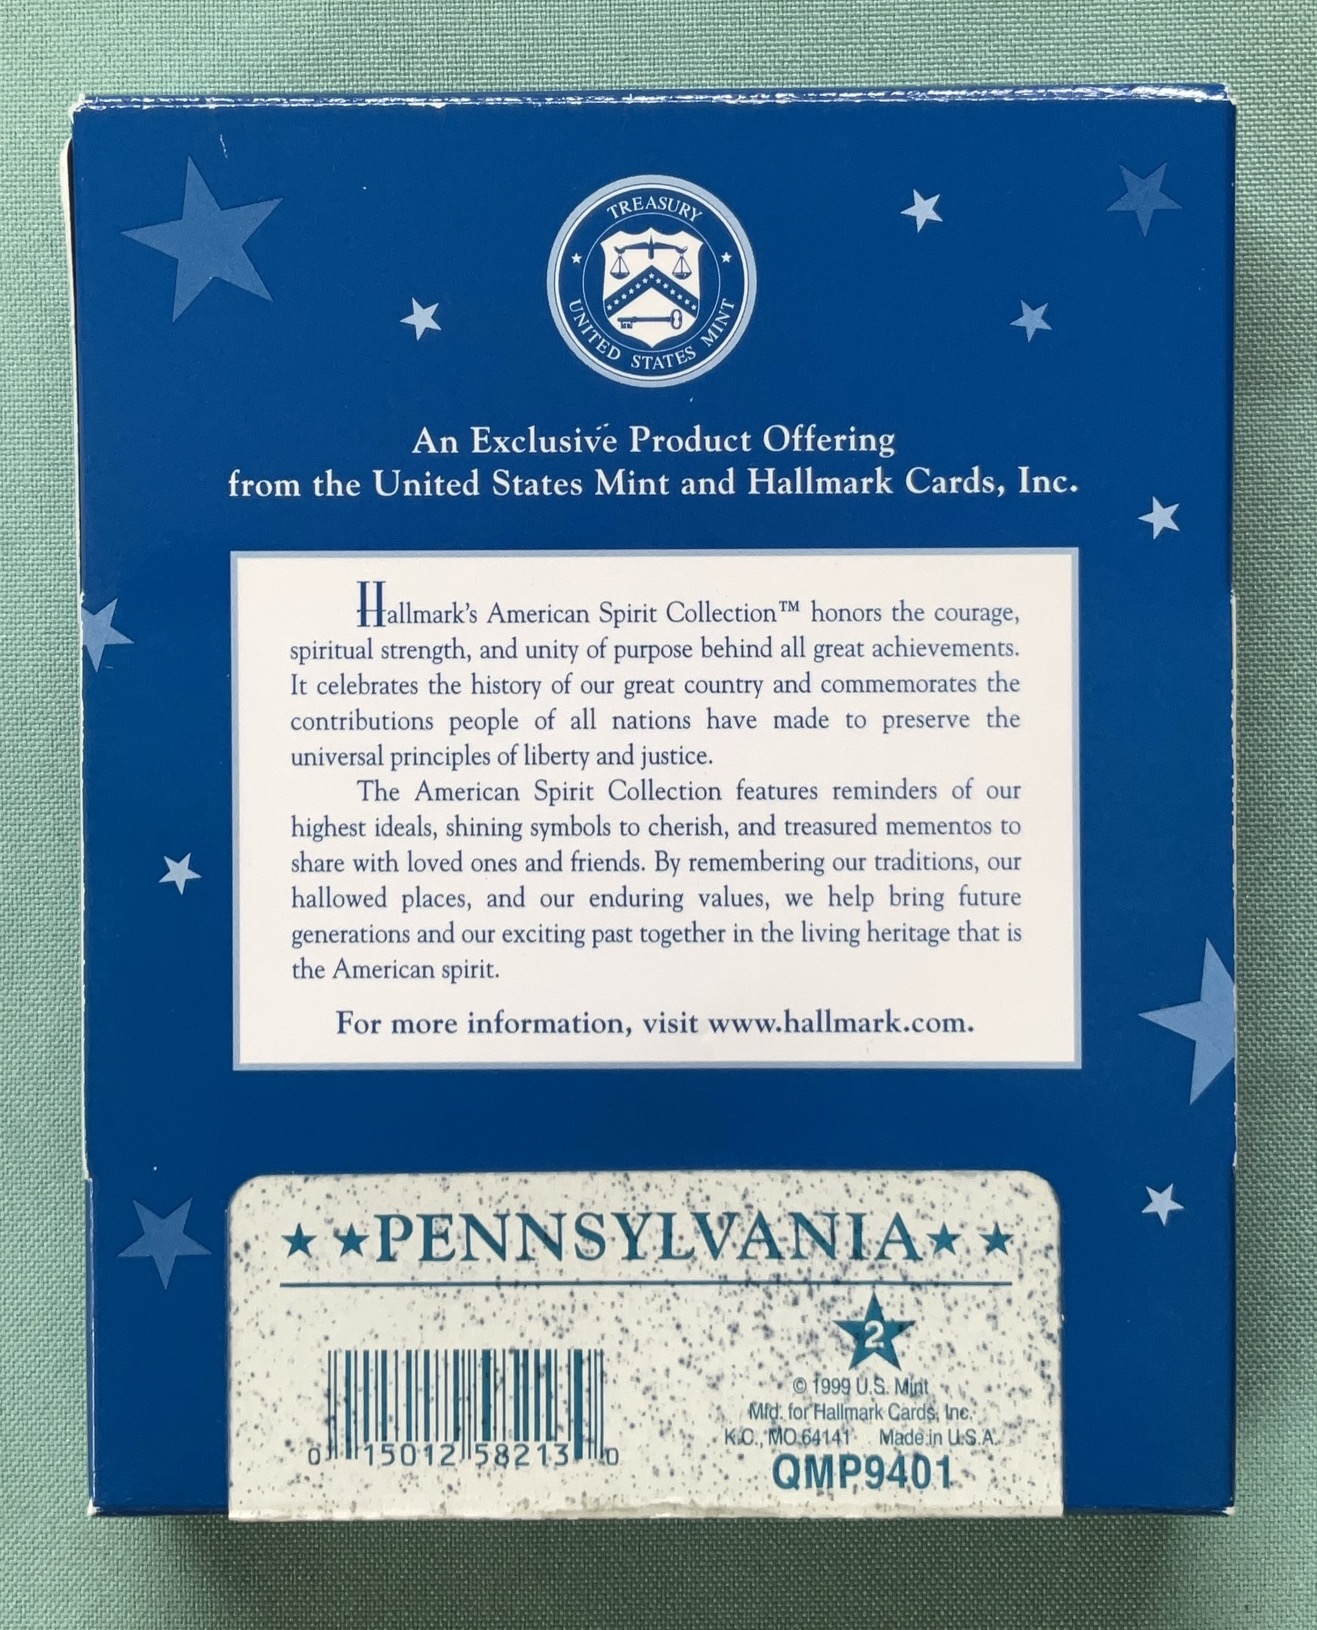 TREASURY
UNITED STATES MINT
An Exclusive Product Offering
from the United States Mint and Hallmark Cards, Inc.
Hallmark's American Spirit Collection™ honors the courage,
spiritual strength, and unity of purpose behind all great achievements.
It celebrates the history of our great country and commemorates the
contributions people of all nations have made to preserve the
universal principles of liberty and justice.
The American Spirit Collection features reminders of our
highest ideals, shining symbols to cherish, and treasured mementos to
share with loved ones and friends. By remembering our traditions, our
hallowed places, and our enduring values, we help bring future
generations and our exciting past together in the living heritage that is
the American spirit.
For more information, visit www.hallmark.com.
PENNSYLVANIA
2
© 1999 U.S. Mint
Mfd. for Hallmark Cards, Inc.
K.C., MO 64141 Made in U.S.A.
QMP9401
0 15012 58213 0